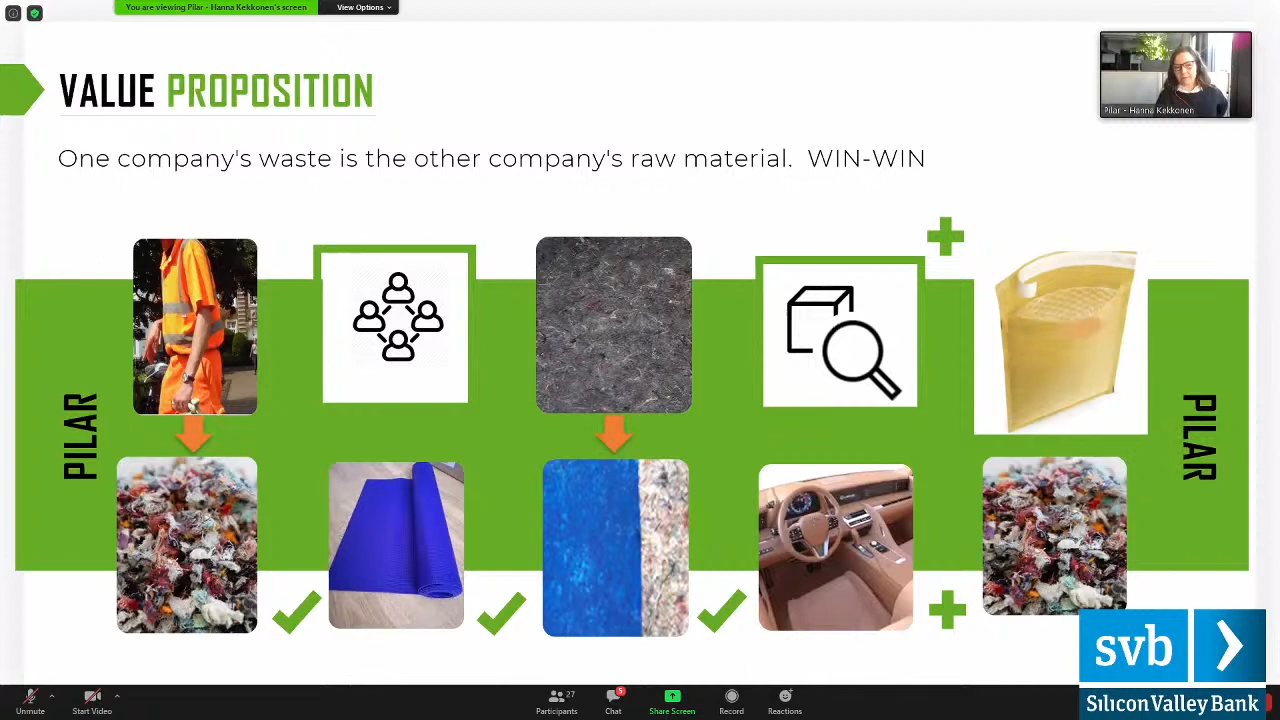 You are viewing Pilar - Hanna Kekkonen's screen
View Options
VALUE PROPOSITION
Pilar - Hanna Kekkonen
One company's waste is the other company's raw material. WIN-WIN
PILAR
PILAR
svb
Silicon Valley Bank
Unmute
Start Video
27
Participants
5
Chat
Share Screen
Record
Reactions